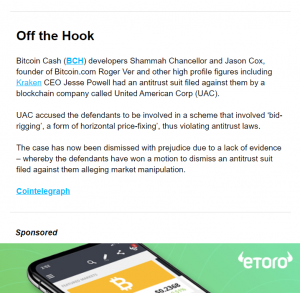 Off the Hook
Bitcoin Cash (BCH) developers Shammah Chancellor and Jason Cox,
founder of Bitcoin.com Roger Ver and other high profile figures including
Kraken CEO Jesse Powell had an antitrust suit filed against them by a
blockchain company called United American Corp (UAC).
UAC accused the defendants to be involved in a scheme that involved ‘bid-
rigging’, a form of horizontal price-fixing’, thus violating antitrust laws.
The case has now been dismissed with prejudice due to a lack of evidence
– whereby the defendants have won a motion to dismiss an antitrust suit
filed against them alleging market manipulation.
Cointelegraph
Sponsored
eToro